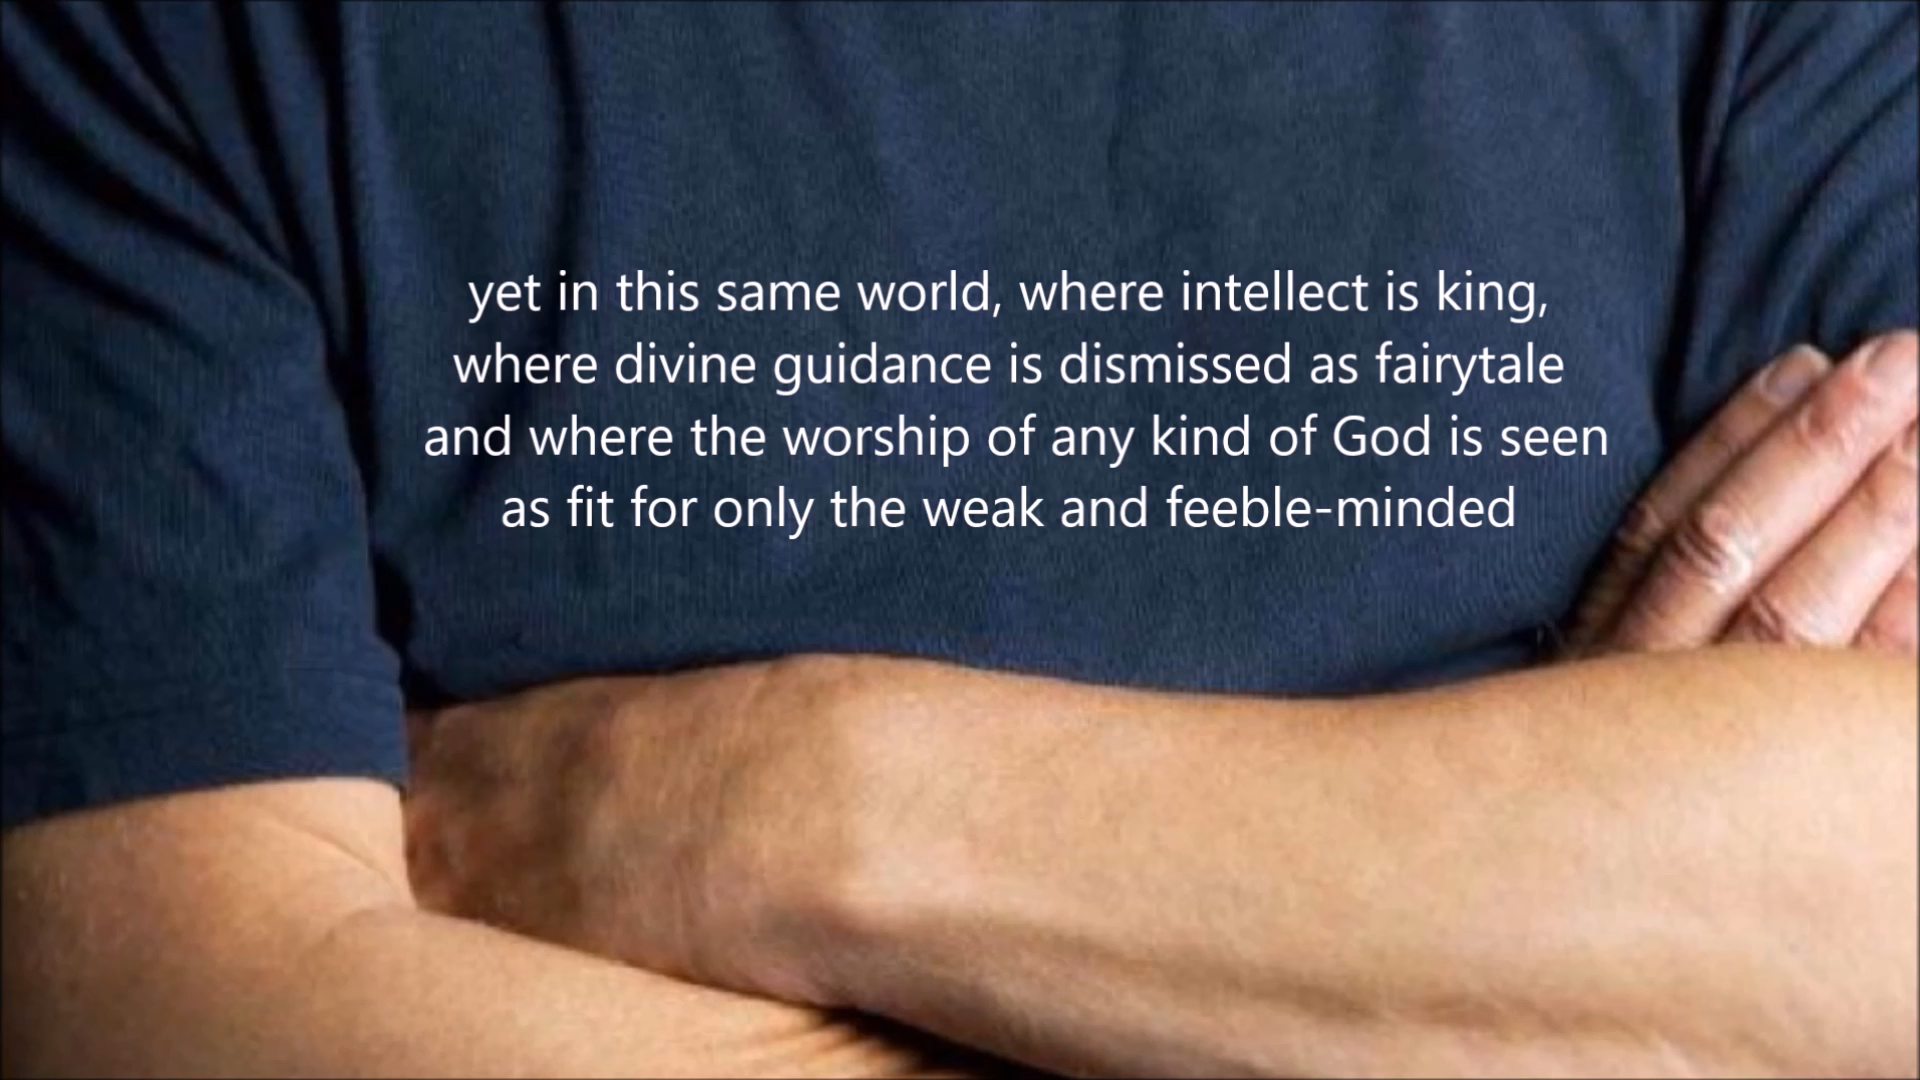 yet in this same world, where intellect is king,
where divine guidance is dismissed as fairytale
and where the worship of any kind of God is seen
as fit for only the weak and feeble-minded